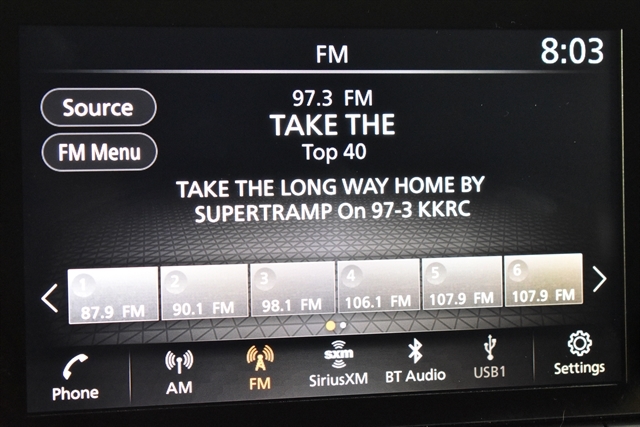 FM
8:03
Source
FM Menu
97.3 FM
TAKE THE
Top 40
TAKE THE LONG WAY HOME BY
SUPERTRAMP On 97-3 KKRC
1
87.9 FM
2
90.1 FM
3
98.1 FM
4
106.1 FM
5
107.9 FM
6
107.9 FM
Phone
AM
FM
sxm
SiriusXM
BT Audio
USB1
Settings